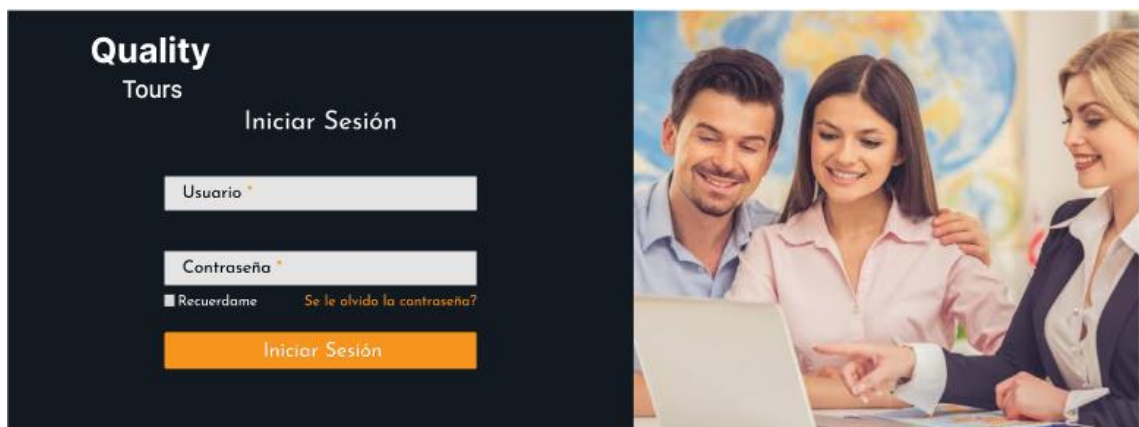 Quality
Tours
Iniciar Sesión
Usuario *
Contraseña *
Recuerdame Se le olvido la contraseña?
Iniciar Sesión